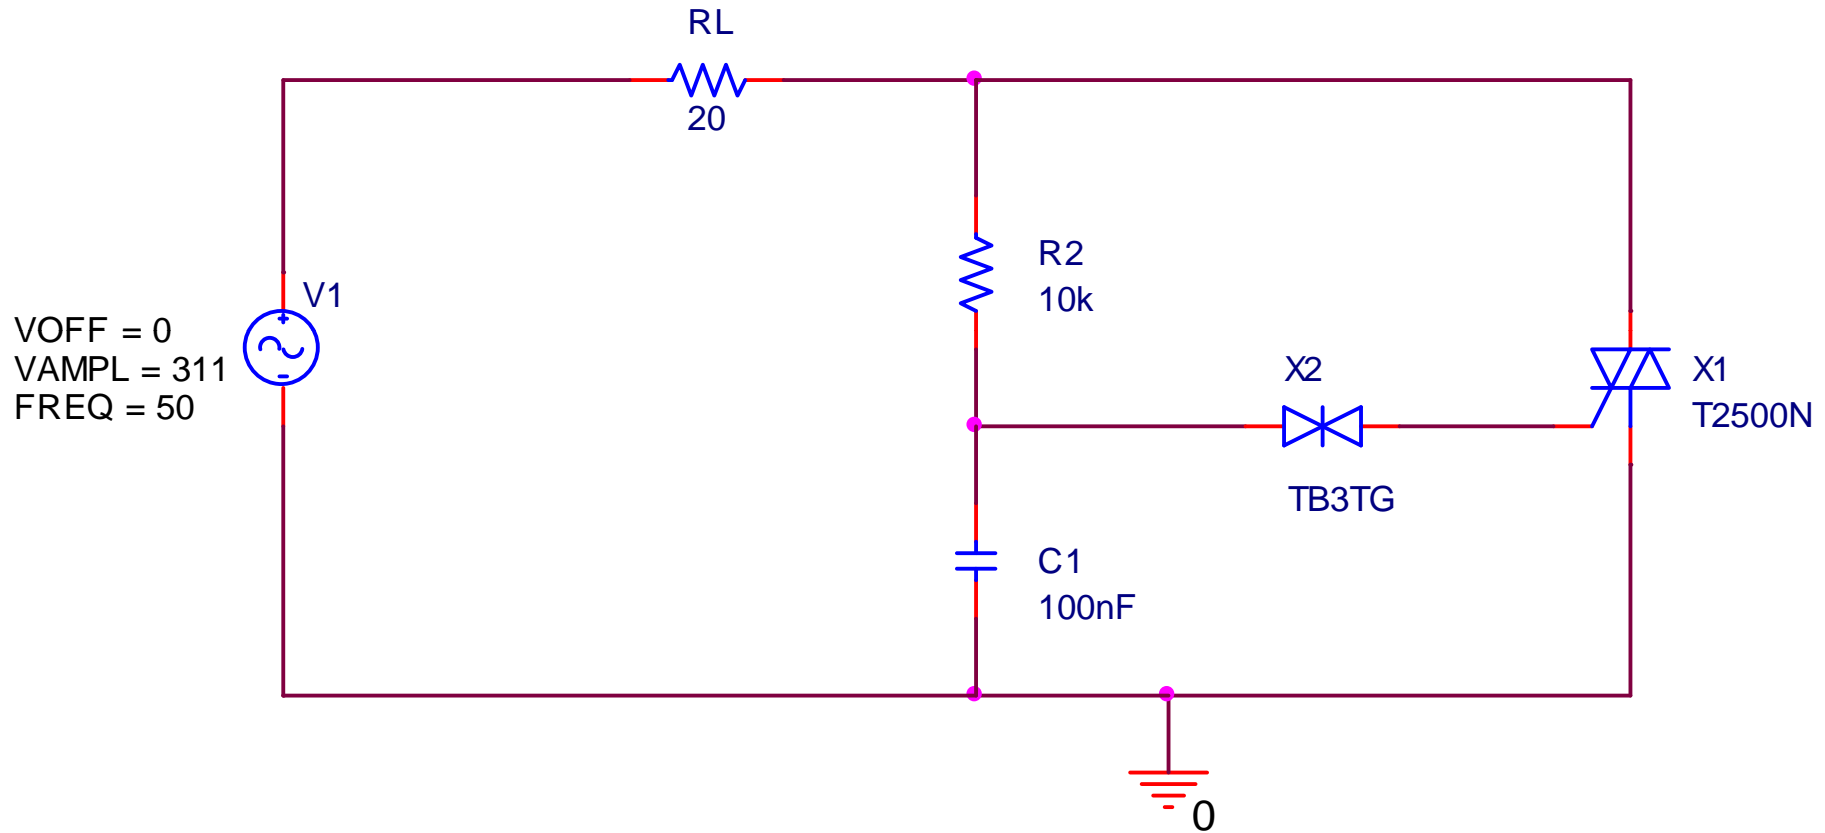 RL
20
R2
10k
V1
VOFF = 0
VAMPL = 311
FREQ = 50
X2
TB3TG
X1
T2500N
C1
100nF
0